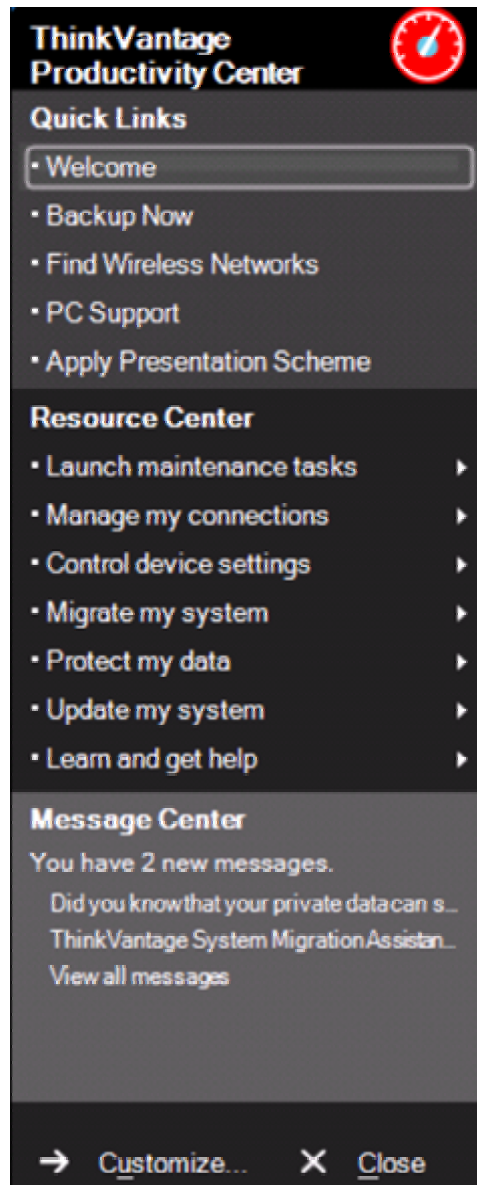 ThinkVantage
Productivity Center
Quick Links
· Welcome
· Backup Now
· Find Wireless Networks
· PC Support
· Apply Presentation Scheme
Resource Center
· Launch maintenance tasks
· Manage my connections
· Control device settings
· Migrate my system
· Protect my data
· Update my system
· Learn and get help
Message Center
You have 2 new messages.
Did you know that your private data can s...
ThinkVantage System Migration Assistan...
View all messages
Customize... Close